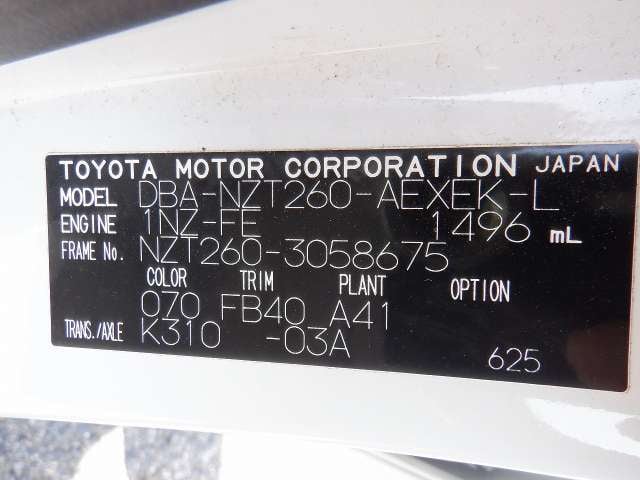 TOYOTA MOTOR CORPORATION JAPAN
MODEL DBA-NZT260-AEXEK-L
ENGINE 1NZ-FE 1496 mL
FRAME No. NZT260-3058675
COLOR TRIM PLANT OPTION
070 FB40 A41
TRANS./AXLE K310 -03A
625